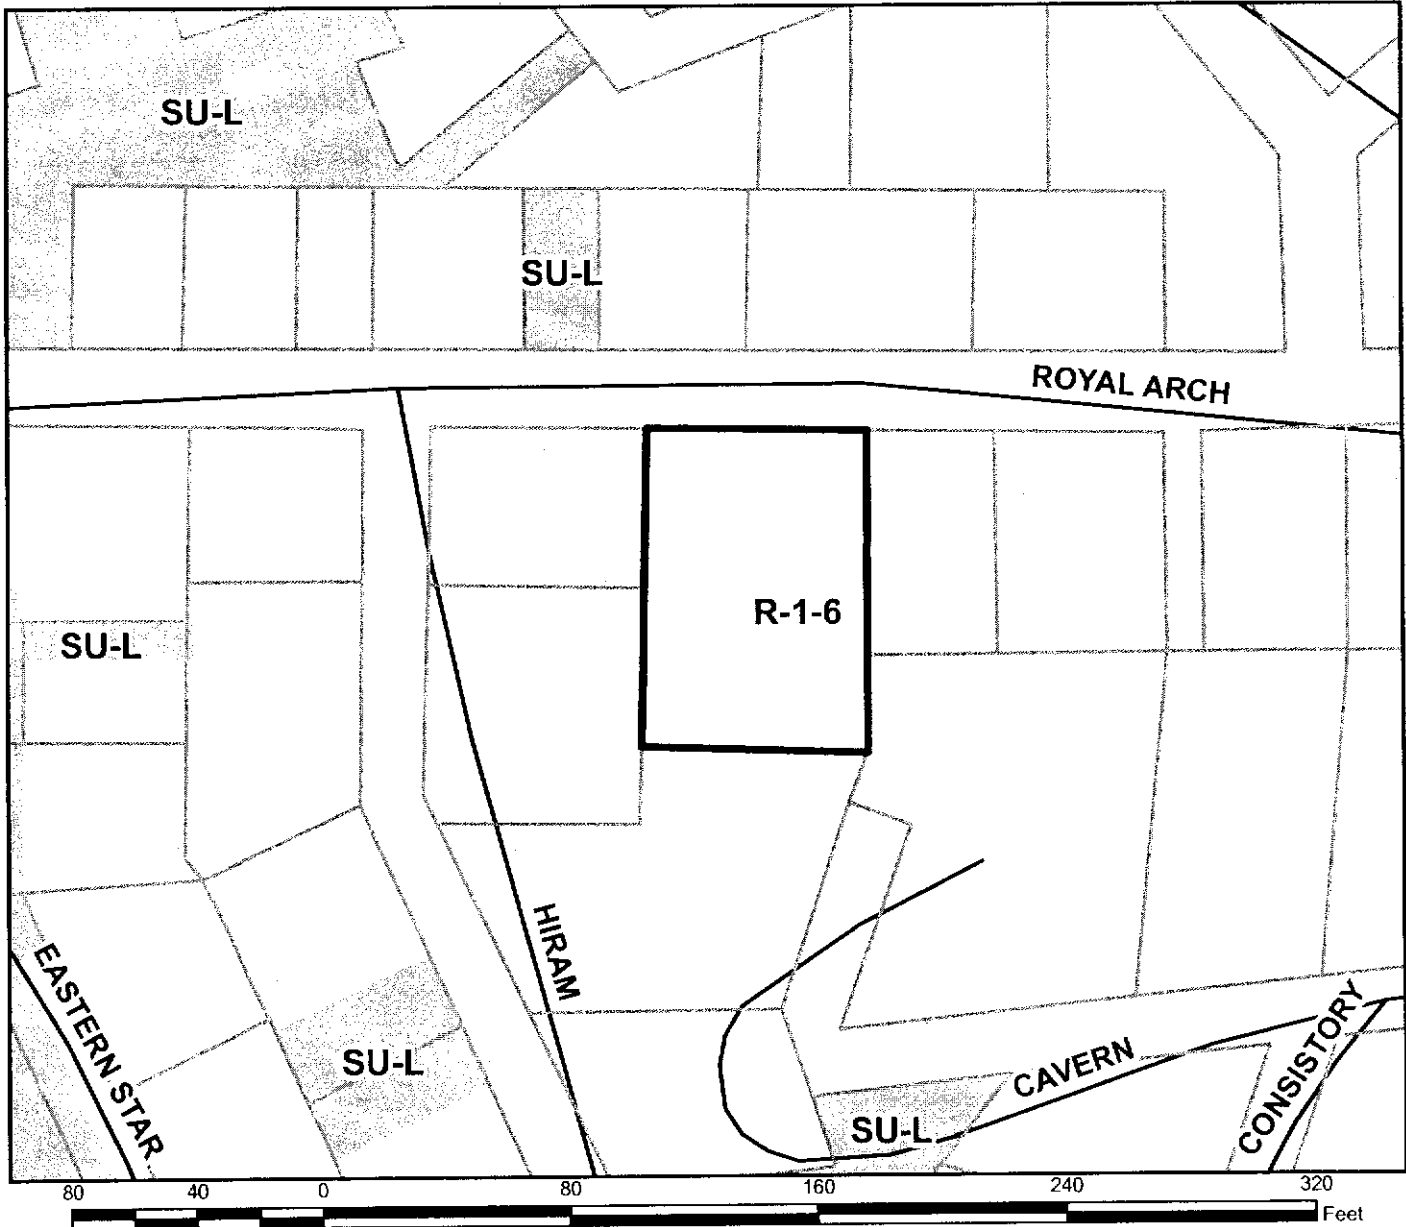 SU-L
SU-L
ROYAL ARCH
R-1-6
SU-L
HIRAM
EASTERN STAR
SU-L
CAVERN
CONSISTORY
SU-L
80 40 0 80 160 240 320
Feet